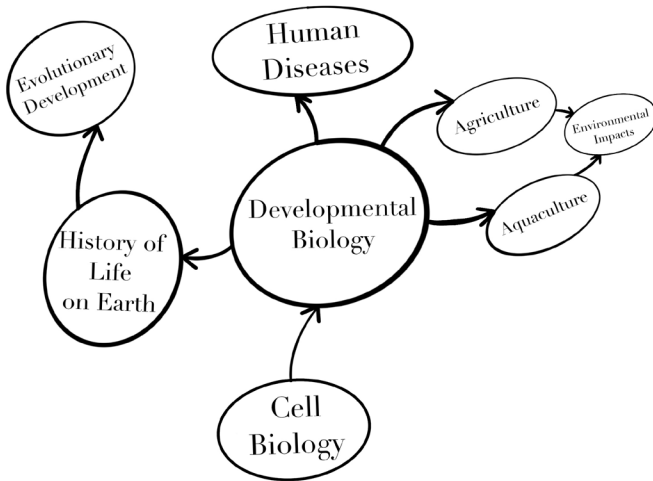 Evolutionary
Development
Human
Diseases
Agriculture
Environmental
Impacts
Developmental
Biology
Aquaculture
History of
Life
on Earth
Cell
Biology